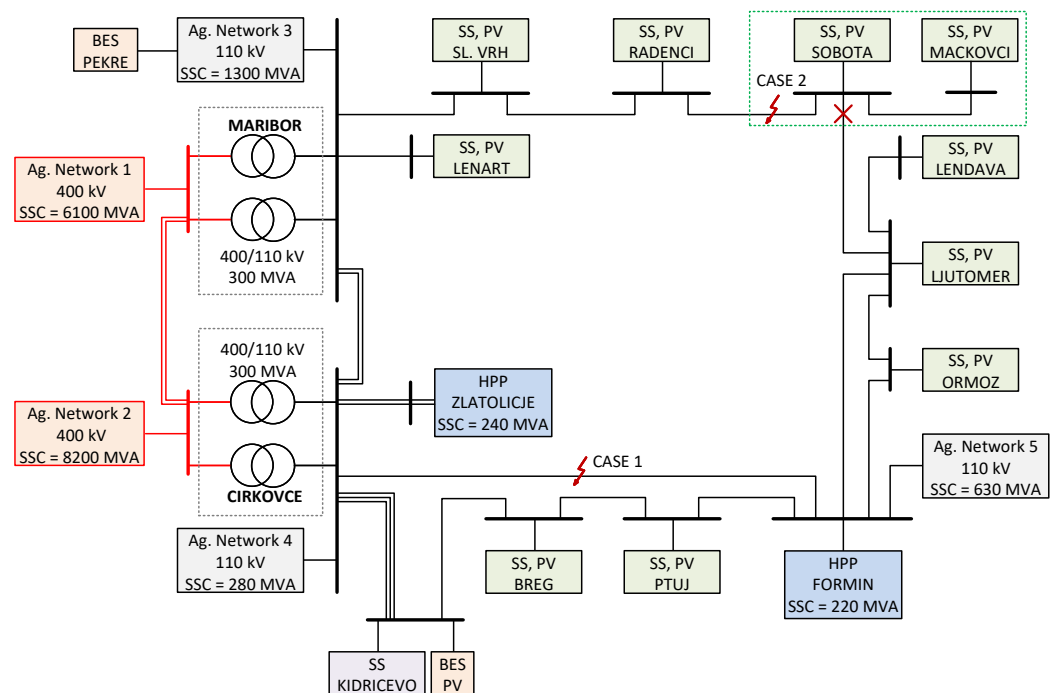 BES
PEKRE
Ag. Network 3
110 kV
SSC = 1300 MVA
SS, PV
SL. VRH
SS, PV
RADENCI
SS, PV
SOBOTA
SS, PV
MACKOVCI
CASE 2
MARIBOR
SS, PV
LENART
SS, PV
LENDAVA
Ag. Network 1
400 kV
SSC = 6100 MVA
400/110 kV
300 MVA
SS, PV
LJUTOMER
400/110 kV
300 MVA
SS, PV
ORMOZ
HPP
ZLATOLICJE
SSC = 240 MVA
Ag. Network 2
400 kV
SSC = 8200 MVA
CASE 1
Ag. Network 5
110 kV
SSC = 630 MVA
CIRKOVCE
Ag. Network 4
110 kV
SSC = 280 MVA
SS, PV
BREG
SS, PV
PTUJ
HPP
FORMIN
SSC = 220 MVA
SS
KIDRICEVO
BES
PV